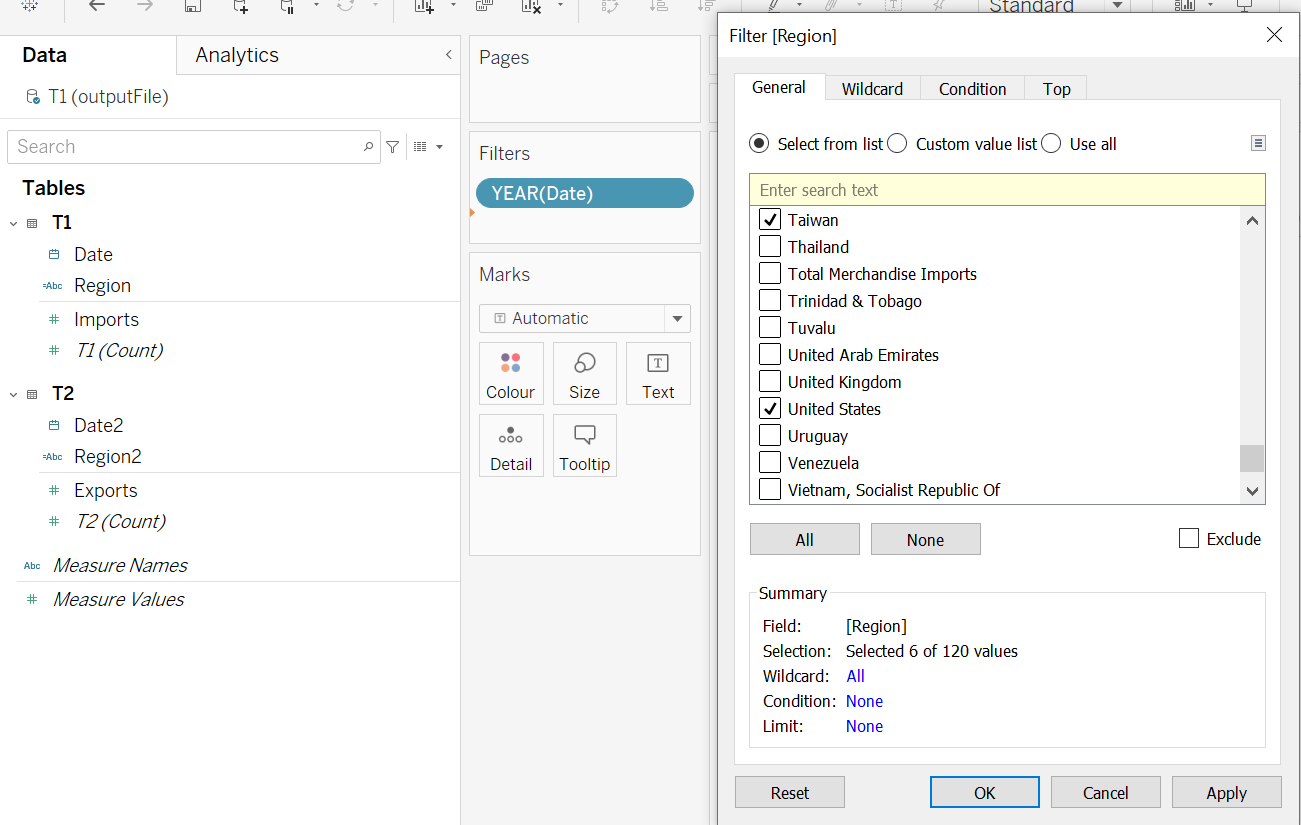 Standard
Data
Analytics
T1 (outputFile)
Search
Tables
T1
Date
Abc
Region
Imports
T1 (Count)
T2
Date2
Abc
Region2
Exports
T2 (Count)
Abc
Measure Names
Measure Values
Pages
Filters
YEAR(Date)
Marks
T Automatic
Colour
Size
T
Text
Detail
Tooltip
Filter [Region]
General
Wildcard
Condition
Top
Select from list
Custom value list
Use all
Enter search text
Taiwan
Thailand
Total Merchandise Imports
Trinidad & Tobago
Tuvalu
United Arab Emirates
United Kingdom
United States
Uruguay
Venezuela
Vietnam, Socialist Republic Of
All
None
Exclude
Summary
Field: [Region]
Selection: Selected 6 of 120 values
Wildcard: All
Condition: None
Limit: None
Reset
OK
Cancel
Apply